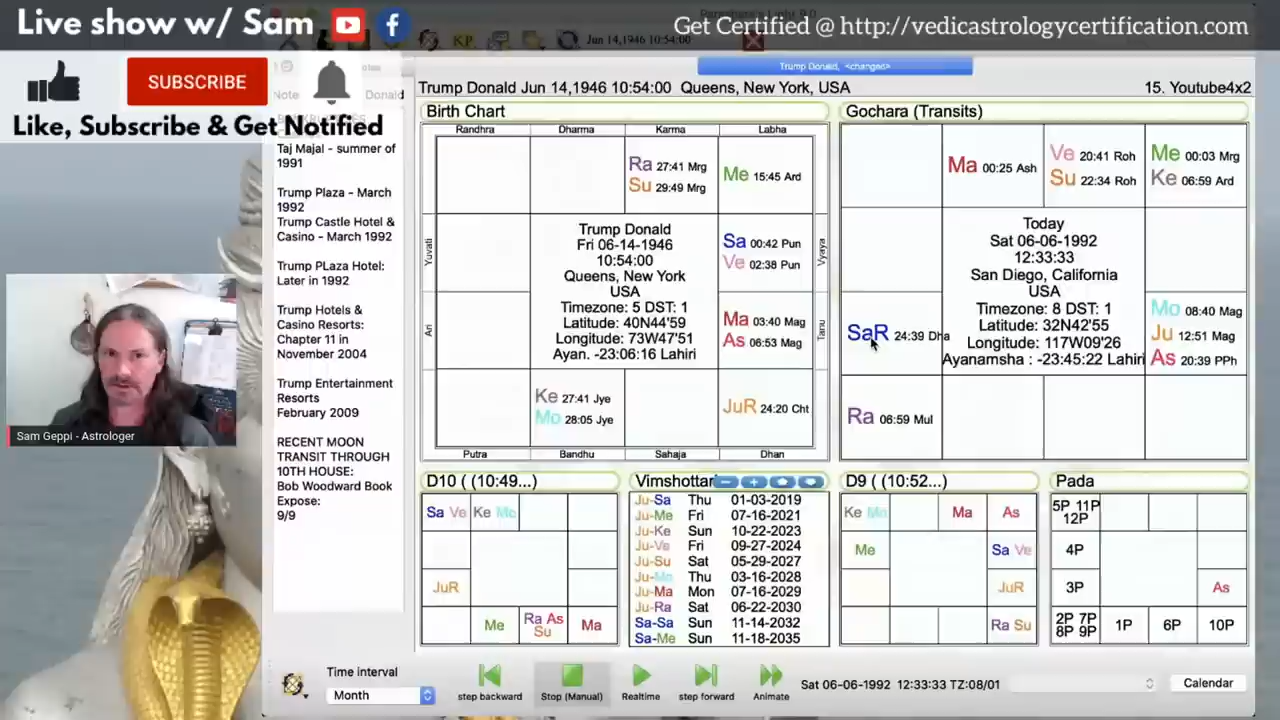 Live show w/ Sam
Get Certified @ http://vedicastrologycertification.com
KP
Jun 14,1946 10:54:00
SUBSCRIBE
Like, Subscribe & Get Notified
Note
Donald
Trump Donald, <changed>
Trump Donald Jun 14,1946 10:54:00 Queens, New York, USA
15. Youtube4x2
Taj Majal - summer of
1991
Trump Plaza - March
1992
Trump Castle Hotel &
Casino - March 1992
Trump PLaza Hotel:
Later in 1992
Trump Hotels &
Casino Resorts:
Chapter 11 in
November 2004
Trump Entertainment
Resorts
February 2009
RECENT MOON
TRANSIT THROUGH
10TH HOUSE:
Bob Woodward Book
Expose:
9/9
Sam Geppi - Astrologer
Birth Chart
Randhra Dharma Karma Labha
Ra 27:41 Mrg
Su 29:49 Mrg
Me 15:45 Ard
Yuvati
Trump Donald
Fri 06-14-1946
10:54:00
Queens, New York
USA
Timezone: 5 DST: 1
Latitude: 40N44'59
Longitude: 73W47'51
Ayan. -23:06:16 Lahiri
Sa 00:42 Pun
Ve 02:38 Pun
Vyaya
Ari
Ma 03:40 Mag
As 06:53 Mag
Tanu
Ke 27:41 Jye
Mo 28:05 Jye
JuR 24:20 Cht
Putra Bandhu Sahaja Dhan
Gochara (Transits)
Ma 00:25 Ash
Ve 20:41 Roh
Su 22:34 Roh
Me 00:03 Mrg
Ke 06:59 Ard
Today
Sat 06-06-1992
12:33:33
San Diego, California
USA
Timezone: 8 DST: 1
Latitude: 32N42'55
Longitude: 117W09'26
Ayanamsha : -23:45:22 Lahiri
SaR 24:39 Dha
Mo 08:40 Mag
Ju 12:51 Mag
As 20:39 PPh
Ra 06:59 Mul
D10 ( (10:49...)
Sa Ve Ke Mo
JuR
Me
Ra As
Su
Ma
Vimshottar
Ju-Sa Thu 01-03-2019
Ju-Me Fri 07-16-2021
Ju-Ke Sun 10-22-2023
Ju-Ve Fri 09-27-2024
Ju-Su Sat 05-29-2027
Ju-Mo Thu 03-16-2028
Ju-Ma Mon 07-16-2029
Ju-Ra Sat 06-22-2030
Sa-Sa Sun 11-14-2032
Sa-Me Sun 11-18-2035
D9 ( (10:52...)
Ke Mo Ma As
Me Sa Ve
JuR
Ra Su
Pada
5P 11P
12P
4P
3P As
2P 7P
8P 9P
1P 6P 10P
Time interval
Month
step backward
Stop (Manual)
Realtime
step forward
Animate
Sat 06-06-1992 12:33:33 TZ:08/01
Calendar